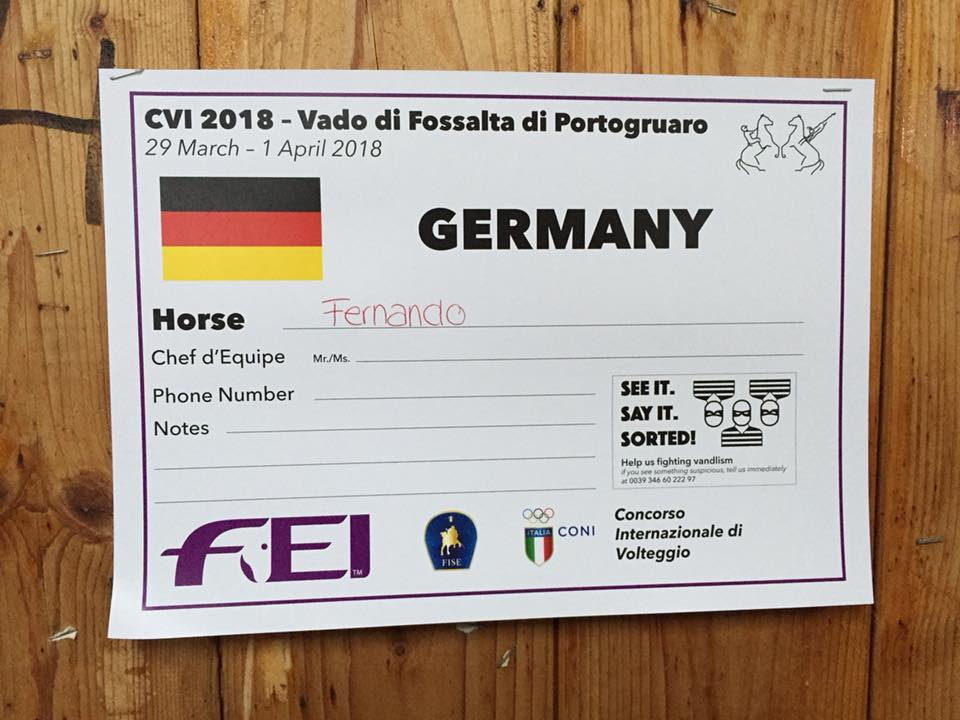 CVI 2018 – Vado di Fossalta di Portogruaro
29 March – 1 April 2018
GERMANY
Horse Fernando
Chef d'Equipe Mr./Ms.
Phone Number
Notes
SEE IT.
SAY IT.
SORTED!
Help us fighting vandlism
if you see something suspicious, tell us immediately
at 0039 346 60 222 97
FEI TM
FISE
ITALIA
CONI
Concorso
Internazionale di
Volteggio